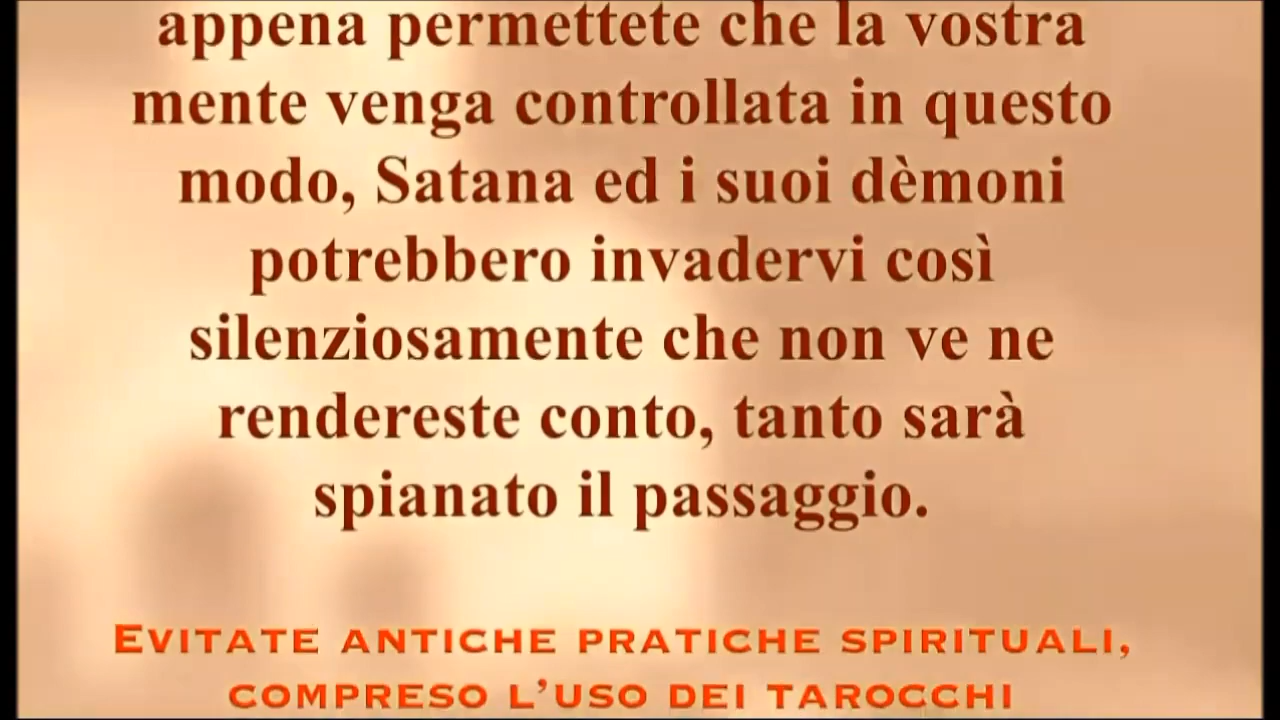 appena permettete che la vostra
mente venga controllata in questo
modo, Satana ed i suoi dèmoni
potrebbero invadervi così
silenziosamente che non ve ne
rendereste conto, tanto sarà
spianato il passaggio.
EVITATE ANTICHE PRATICHE SPIRITUALI,
COMPRESO L’USO DEI TAROCCHI